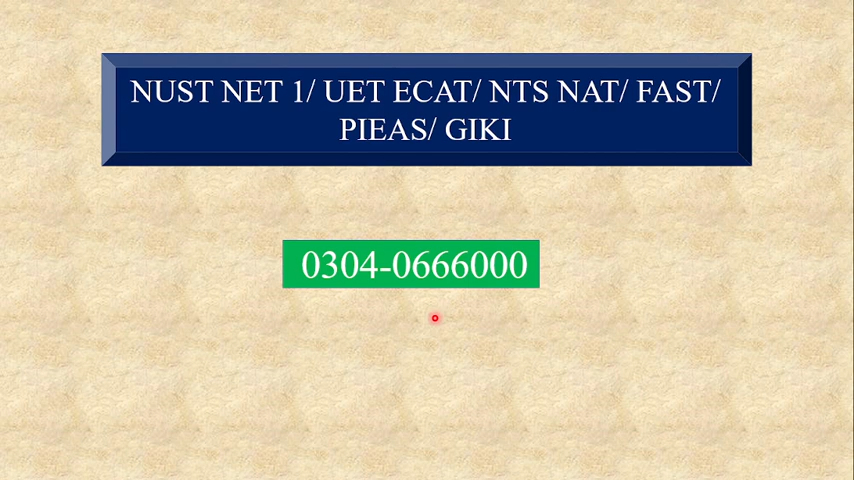 NUST NET 1/ UET ECAT/ NTS NAT/ FAST/
PIEAS/ GIKI
0304-0666000